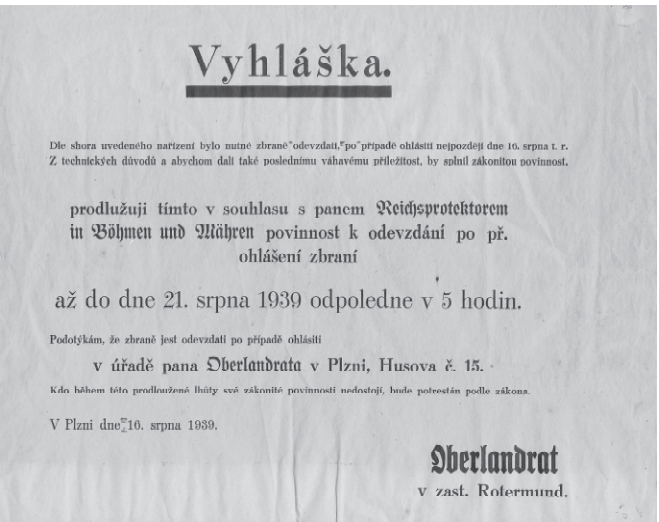 Vyhláška.
Dle shora uvedeného nařízení bylo nutné zbraně odevzdati, po případě ohlásiti nejpozději dne 16. srpna t. r.
Z technických důvodů a abychom dali také poslednímu váhavému příležitost, by splnil zákonitou povinnost,
prodlužuji tímto v souhlasu s panem Reichsprotektorem
in Böhmen und Mähren povinnost k odevzdání po př.
ohlášení zbraní
až do dne 21. srpna 1939 odpoledne v 5 hodin.
Podotýkám, že zbraně jest odevzdati po případě ohlásiti
v úřadě pana Oberlandrata v Plzni, Husova č. 15.
Kdo během této prodloužené lhůty své zákonité povinnosti nedostojí, bude potrestán podle zákona.
V Plzni dne 16. srpna 1939.
Oberlandrat
v zast. Rotermund.